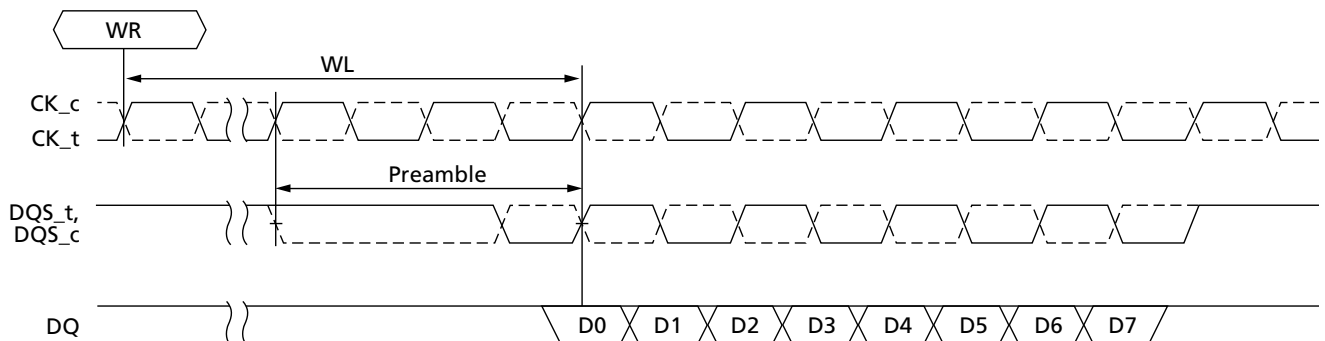 WR
WL
CK_c
CK_t
Preamble
DQS_t,
DQS_c
DQ
D0 D1 D2 D3 D4 D5 D6 D7